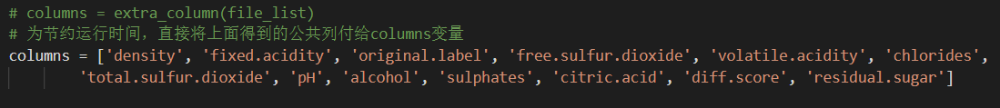 # columns = extra_column(file_list)
# 为节约运行时间，直接将上面得到的公共列付给columns变量
columns = ['density', 'fixed.acidity', 'original.label', 'free.sulfur.dioxide', 'volatile.acidity', 'chlorides',
'total.sulfur.dioxide', 'pH', 'alcohol', 'sulphates', 'citric.acid', 'diff.score', 'residual.sugar']